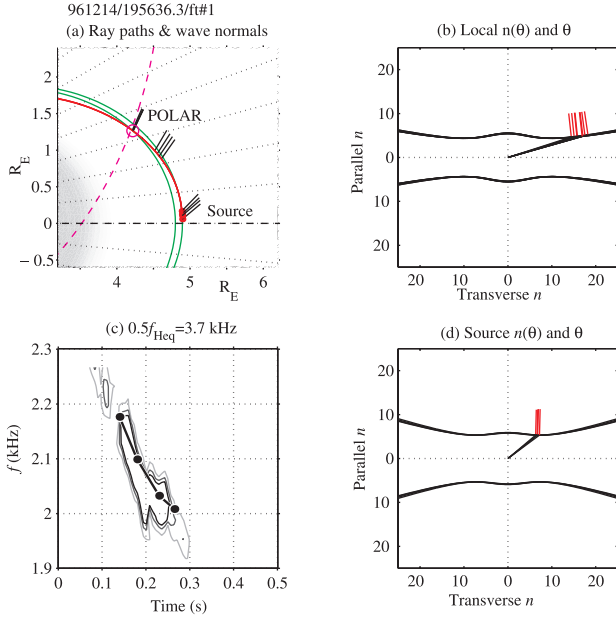 961214/195636.3/ft#1
(a) Ray paths & wave normals
2
1
0.5
0
− 0.5
R_E
4
5
6
R_E
POLAR
Source
(b) Local n(θ) and θ
20
10
0
10
20
Parallel n
20
10
0
10
20
Transverse n
(c) 0.5f_Heq=3.7 kHz
2.3
2.2
2.1
2
1.9
f (kHz)
0
0.1
0.2
0.3
0.4
0.5
Time (s)
(d) Source n(θ) and θ
20
10
0
10
20
Parallel n
20
10
0
10
20
Transverse n